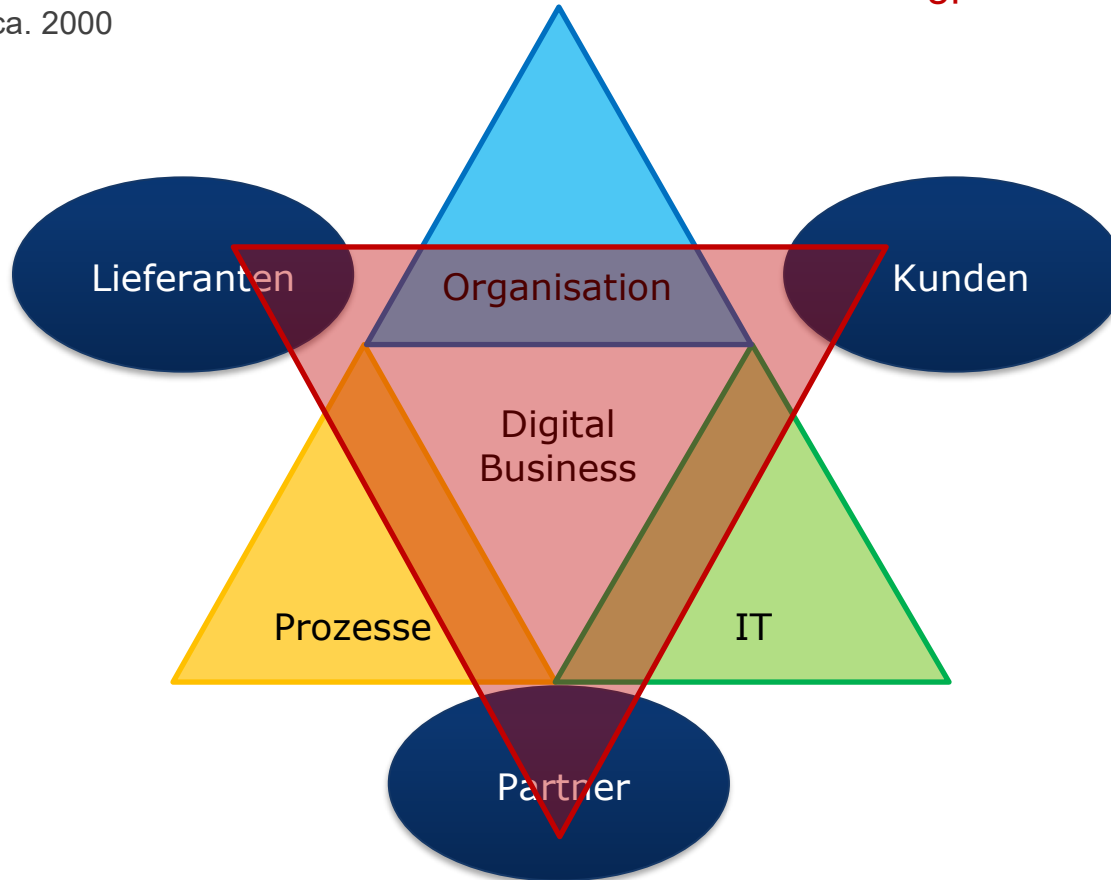 ca. 2000
Lieferanten
Organisation
Kunden
Digital
Business
Prozesse
IT
Partner